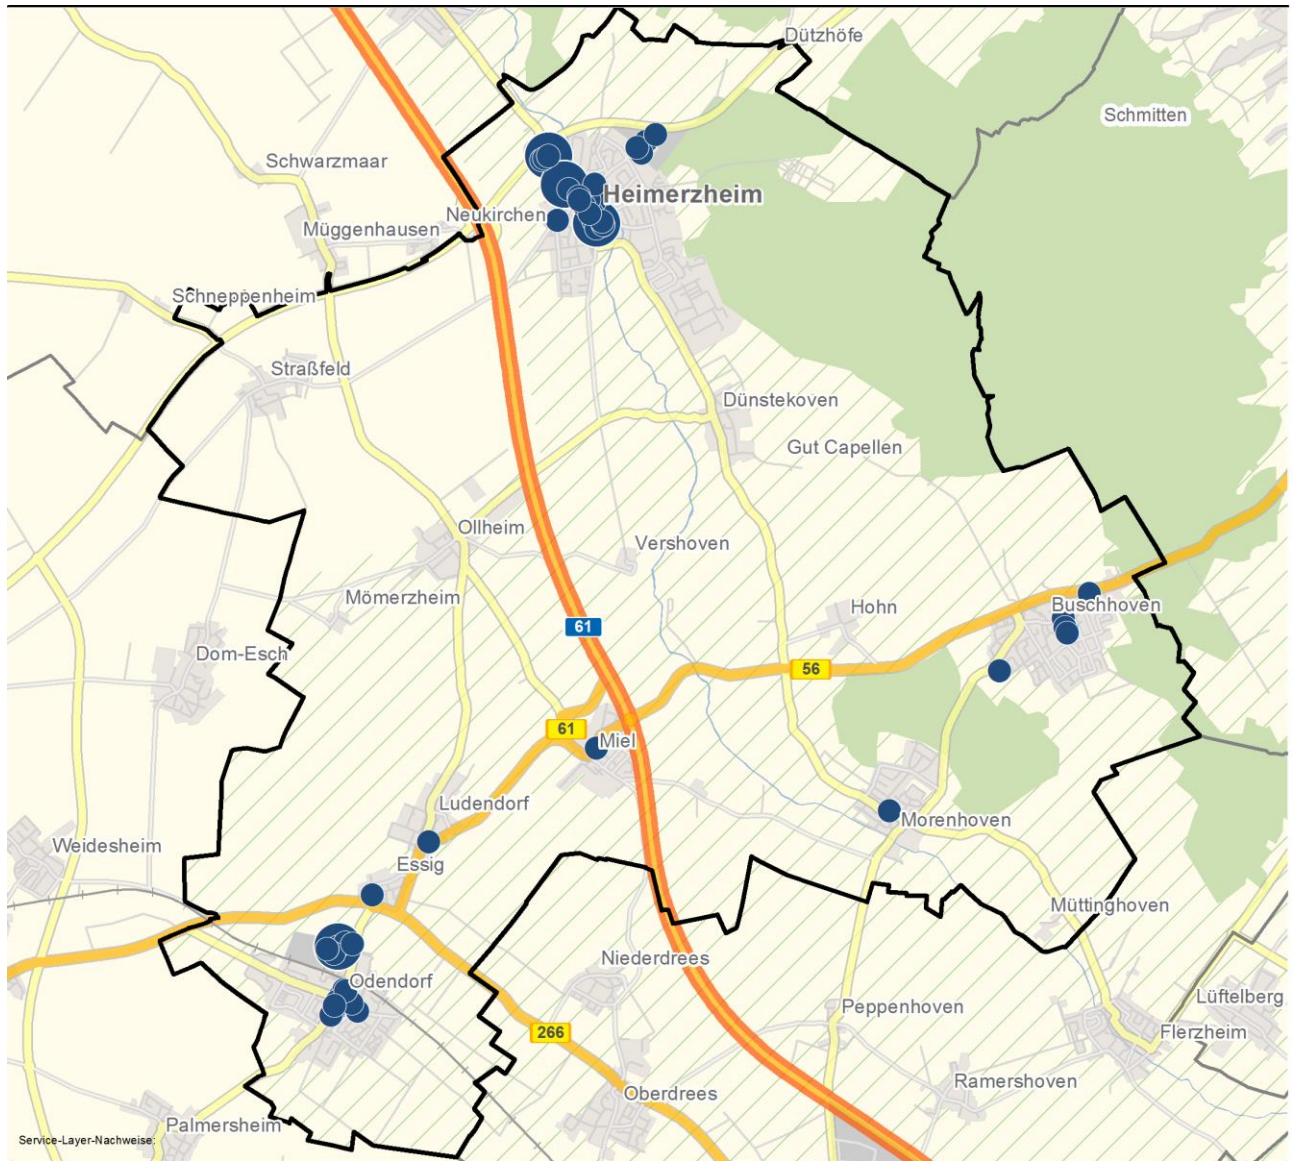 Dützhöfe
Schmitten
Schwarzmaar
Heimerzheim
Neukirchen
Müggenhausen
Schneppenheim
Straßfeld
Dünstekoven
Gut Capellen
Ollheim
Vershoven
Mömerzheim
Hohn
Buschhoven
61
Dom-Esch
56
61
Miel
Ludendorf
Morenhoven
Weidesheim
Essig
Müttinghoven
Niederdrees
Odendorf
Lüftelberg
Peppenhoven
266
Flerzheim
Ramershoven
Oberdrees
Palmersheim
Service-Layer-Nachweise: